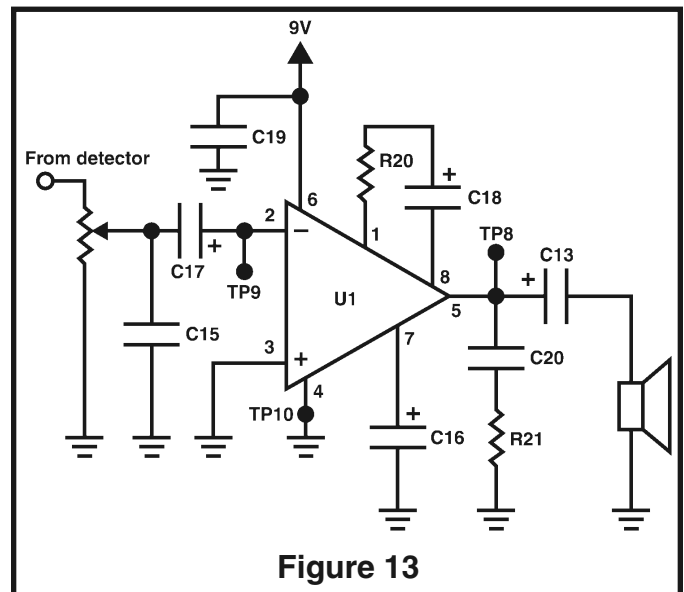 9V
C19
R20
From detector
+
C18
6
2
−
1
TP8
C13
+
C17
+
TP9
8
U1
5
7
C15
3
+
C20
4
TP10
+
C16
R21
Figure 13